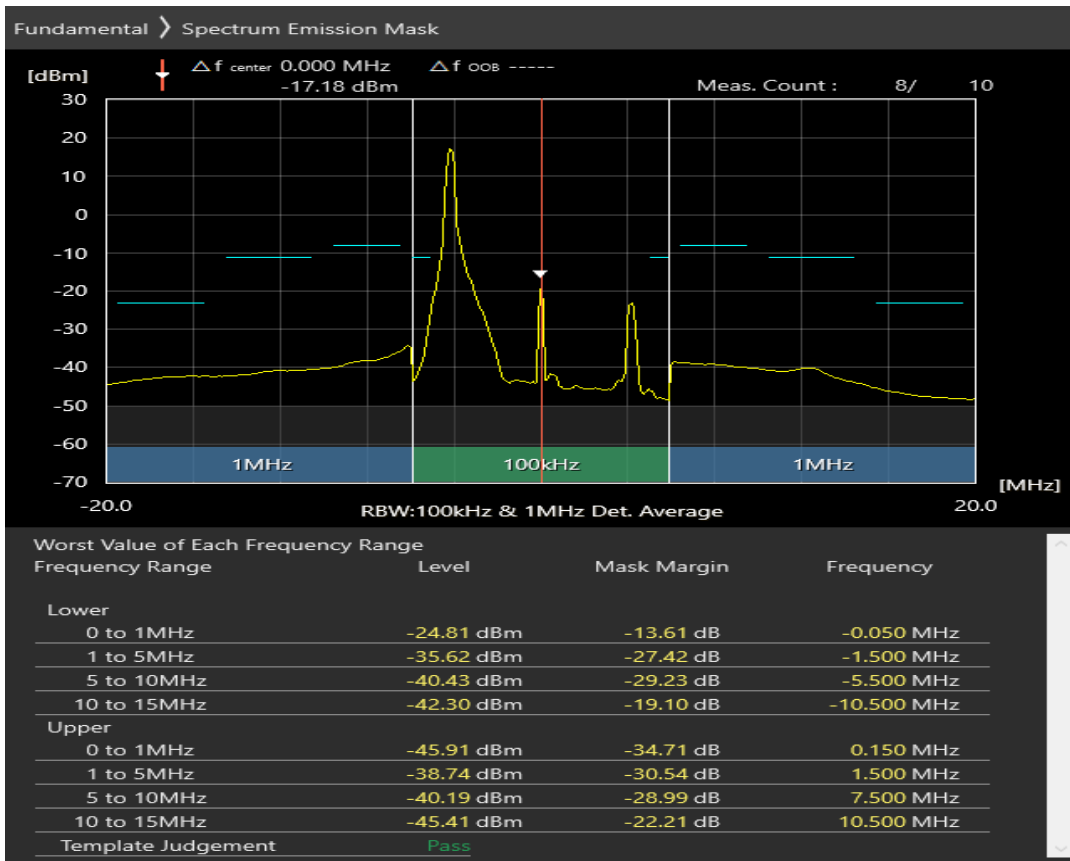 Fundamental ❯ Spectrum Emission Mask
[dBm] △f center 0.000 MHz △f OOB -----
-17.18 dBm Meas. Count : 8/ 10
30
20
10
0
-10
-20
-30
-40
-50
-60
1MHz 100kHz 1MHz
-70 [MHz]
-20.0 RBW:100kHz & 1MHz Det. Average 20.0
Worst Value of Each Frequency Range
Frequency Range Level Mask Margin Frequency
Lower
0 to 1MHz -24.81 dBm -13.61 dB -0.050 MHz
1 to 5MHz -35.62 dBm -27.42 dB -1.500 MHz
5 to 10MHz -40.43 dBm -29.23 dB -5.500 MHz
10 to 15MHz -42.30 dBm -19.10 dB -10.500 MHz
Upper
0 to 1MHz -45.91 dBm -34.71 dB 0.150 MHz
1 to 5MHz -38.74 dBm -30.54 dB 1.500 MHz
5 to 10MHz -40.19 dBm -28.99 dB 7.500 MHz
10 to 15MHz -45.41 dBm -22.21 dB 10.500 MHz
Template Judgement Pass